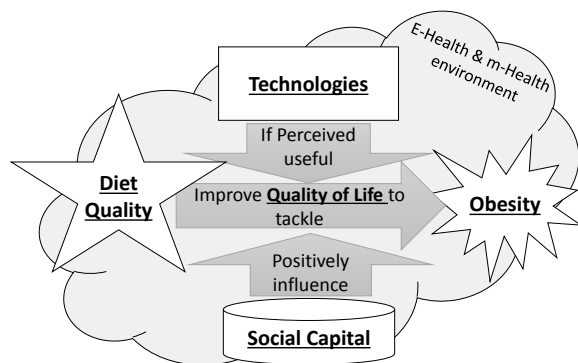 E-Health & m-Health
environment
Technologies
If Perceived
useful
Diet
Quality
Improve Quality of Life to
tackle
Obesity
Positively
influence
Social Capital